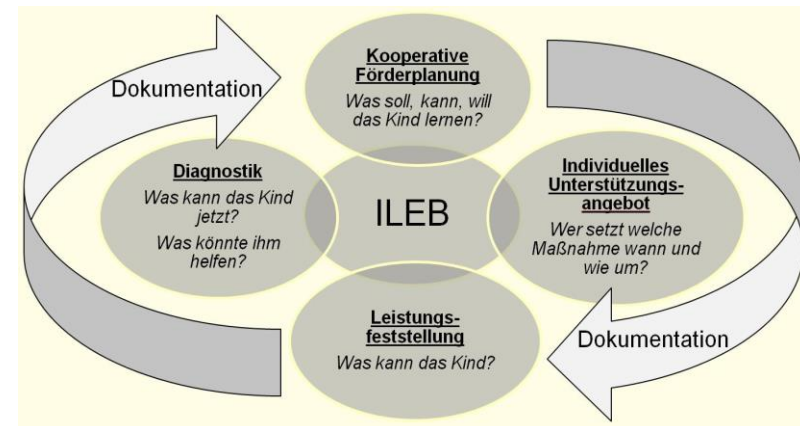 Kooperative
Förderplanung
Was soll, kann, will
das Kind lernen?
Dokumentation
Diagnostik
Was kann das Kind
jetzt?
Was könnte ihm
helfen?
ILEB
Individuelles
Unterstützungs-
angebot
Wer setzt welche
Maßnahme wann und
wie um?
Leistungs-
feststellung
Was kann das Kind?
Dokumentation